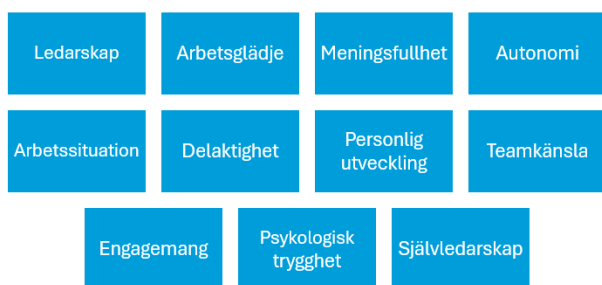 Ledarskap
Arbetsglädje
Meningsfullhet
Autonomi
Arbetssituation
Delaktighet
Personlig
utveckling
Teamkänsla
Engagemang
Psykologisk
trygghet
Självledarskap